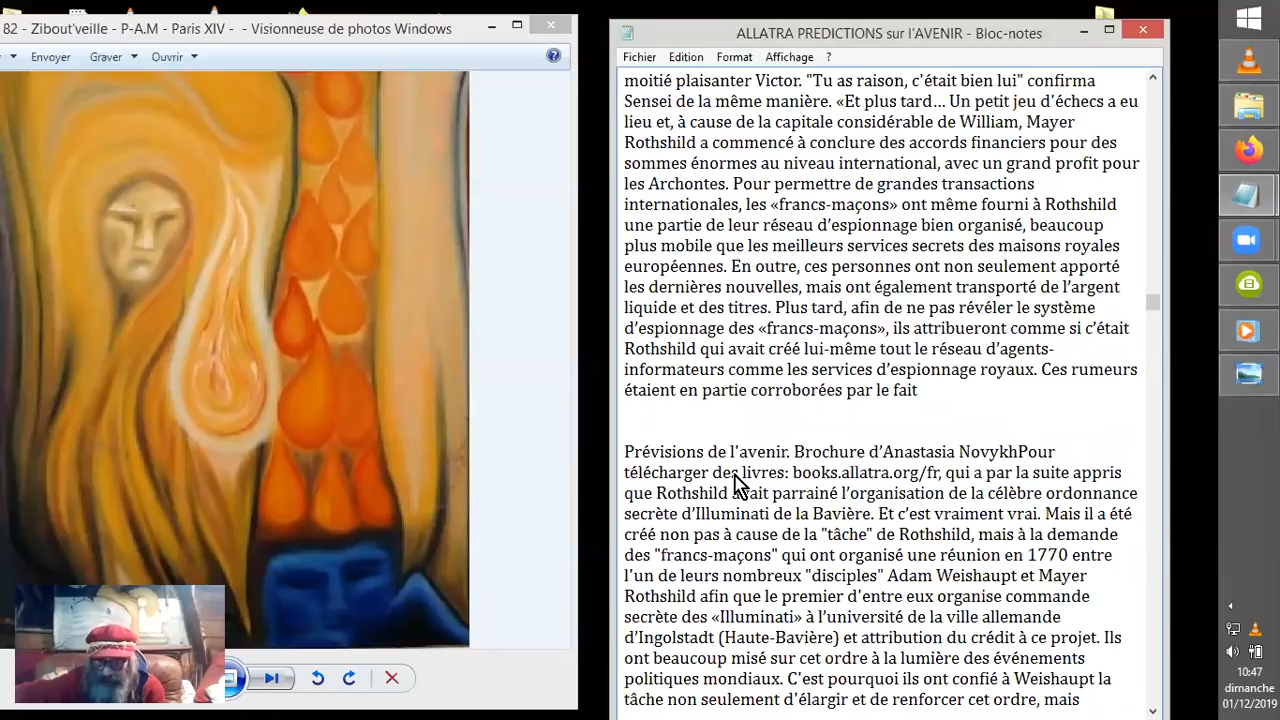 82 - Zibout'veille - P-A-M - Paris XIV - - Visionneuse de photos Windows
Envoyer Graver Ouvrir
ALLATRA PREDICTIONS sur l'AVENIR - Bloc-notes
Fichier Edition Format Affichage ?
moitié plaisanter Victor. "Tu as raison, c'était bien lui" confirma
Sensei de la même manière. «Et plus tard... Un petit jeu d'échecs a eu
lieu et, à cause de la capitale considérable de William, Mayer
Rothshild a commencé à conclure des accords financiers pour des
sommes énormes au niveau international, avec un grand profit pour
les Archontes. Pour permettre de grandes transactions
internationales, les «francs-maçons» ont même fourni à Rothshild
une partie de leur réseau d'espionnage bien organisé, beaucoup
plus mobile que les meilleurs services secrets des maisons royales
européennes. En outre, ces personnes ont non seulement apporté
les dernières nouvelles, mais ont également transporté de l'argent
liquide et des titres. Plus tard, afin de ne pas révéler le système
d'espionnage des «francs-maçons», ils attribueront comme si c'était
Rothshild qui avait créé lui-même tout le réseau d'agents-
informateurs comme les services d'espionnage royaux. Ces rumeurs
étaient en partie corroborées par le fait
Prévisions de l'avenir. Brochure d'Anastasia NovykhPour
télécharger des livres: books.allatra.org/fr, qui a par la suite appris
que Rothshild avait parrainé l'organisation de la célèbre ordonnance
secrète d'Illuminati de la Bavière. Et c'est vraiment vrai. Mais il a été
créé non pas à cause de la "tâche" de Rothshild, mais à la demande
des "francs-maçons" qui ont organisé une réunion en 1770 entre
l'un de leurs nombreux "disciples" Adam Weishaupt et Mayer
Rothshild afin que le premier d'entre eux organise commande
secrète des «Illuminati» à l'université de la ville allemande
d'Ingolstadt (Haute-Bavière) et attribution du crédit à ce projet. Ils
ont beaucoup misé sur cet ordre à la lumière des événements
politiques mondiaux. C'est pourquoi ils ont confié à Weishaupt la
tâche non seulement d'élargir et de renforcer cet ordre, mais
10:47
dimanche
01/12/2019